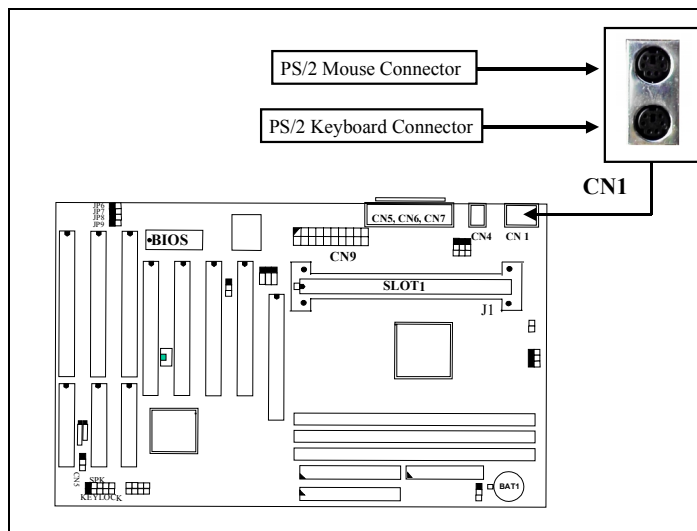 PS/2 Mouse Connector
PS/2 Keyboard Connector
CN1
JP6
JP7
JP8
JP9
BIOS
CN5, CN6, CN7
CN4
CN 1
CN9
SLOT1
J1
CN5
SPK
KEYLOCK
BAT1